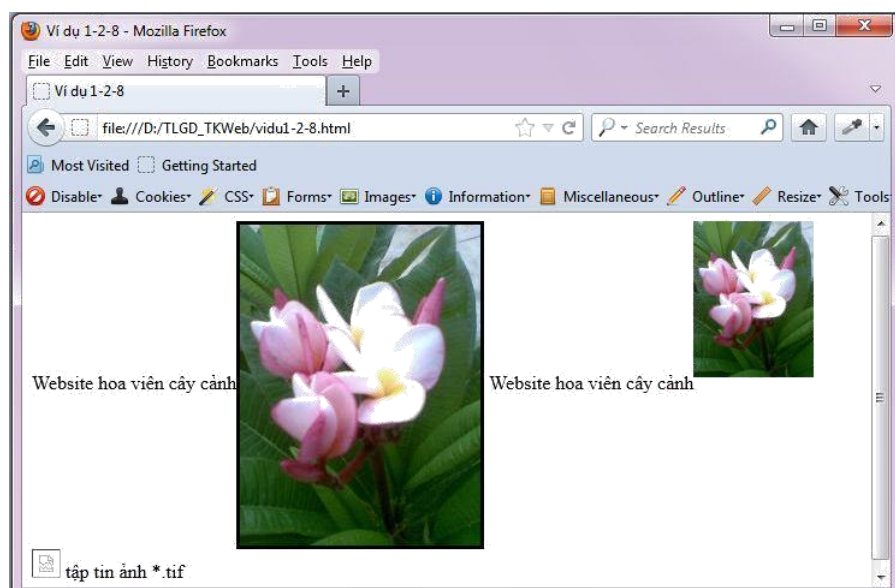 Ví dụ 1-2-8 - Mozilla Firefox
File Edit View History Bookmarks Tools Help
Ví dụ 1-2-8
file:///D:/TLGD_TKWeb/vidu1-2-8.html Search Results
Most Visited Getting Started
Disable Cookies CSS Forms Images Information Miscellaneous Outline Resize Tools
Website hoa viên cây cảnh Website hoa viên cây cảnh
tập tin ảnh *.tif